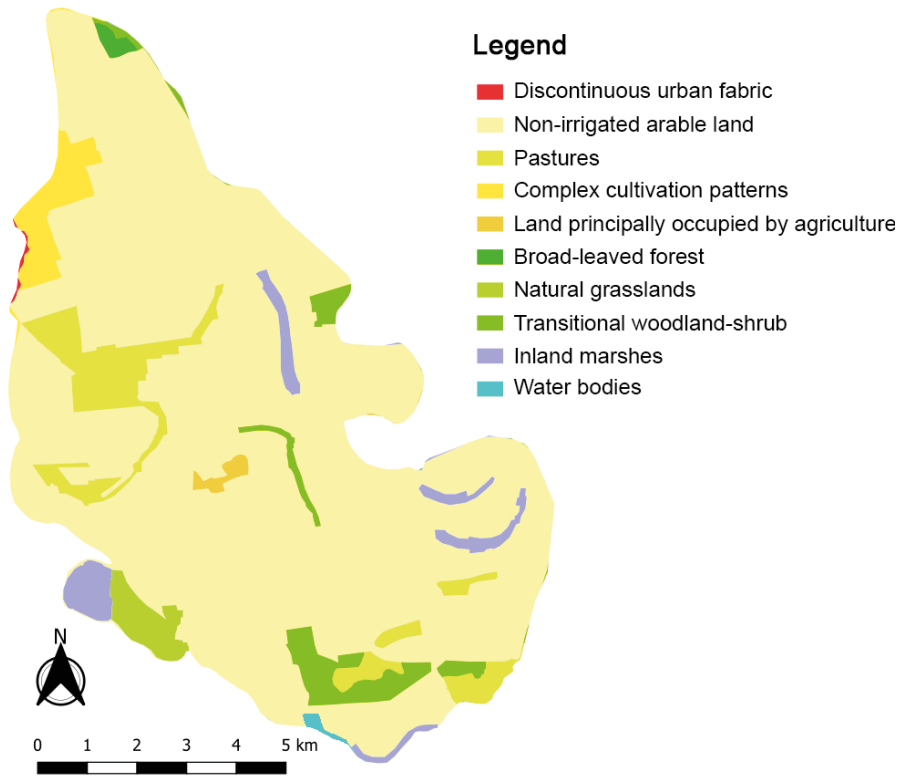 Legend
Discontinuous urban fabric
Non-irrigated arable land
Pastures
Complex cultivation patterns
Land principally occupied by agriculture
Broad-leaved forest
Natural grasslands
Transitional woodland-shrub
Inland marshes
Water bodies
N
0 1 2 3 4 5 km